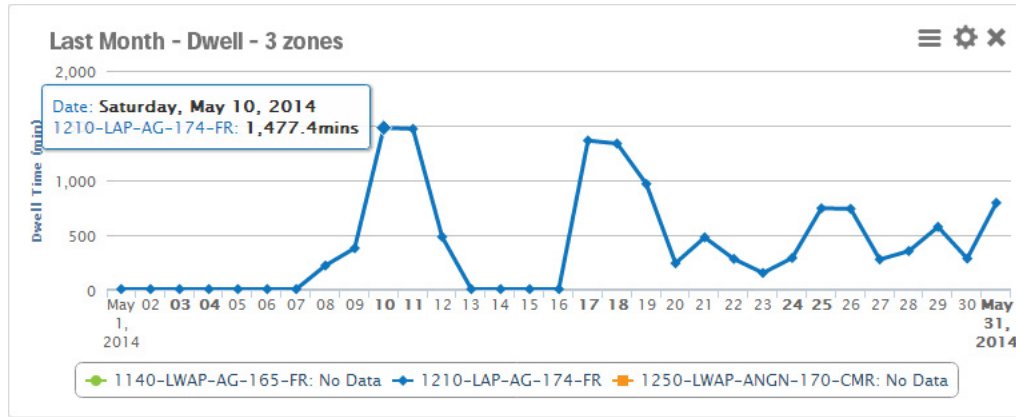 Last Month - Dwell - 3 zones
2,000
Date: Saturday, May 10, 2014
1210-LAP-AG-174-FR: 1,477.4mins
Dwell Time (min)
1,000
500
0
May 1, 2014 02 03 04 05 06 07 08 09 10 11 12 13 14 15 16 17 18 19 20 21 22 23 24 25 26 27 28 29 30 May 31, 2014
1140-LWAP-AG-165-FR: No Data 1210-LAP-AG-174-FR 1250-LWAP-ANGN-170-CMR: No Data